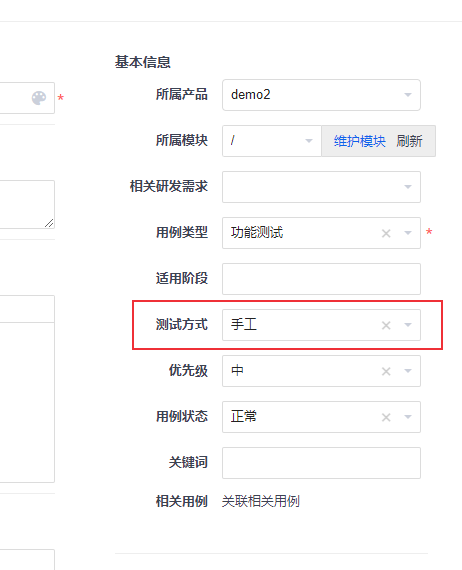 基本信息
*
所属产品 demo2
所属模块 / 维护模块 刷新
相关研发需求
用例类型 功能测试 *
适用阶段
测试方式 手工
优先级 中
用例状态 正常
关键词
相关用例 关联相关用例